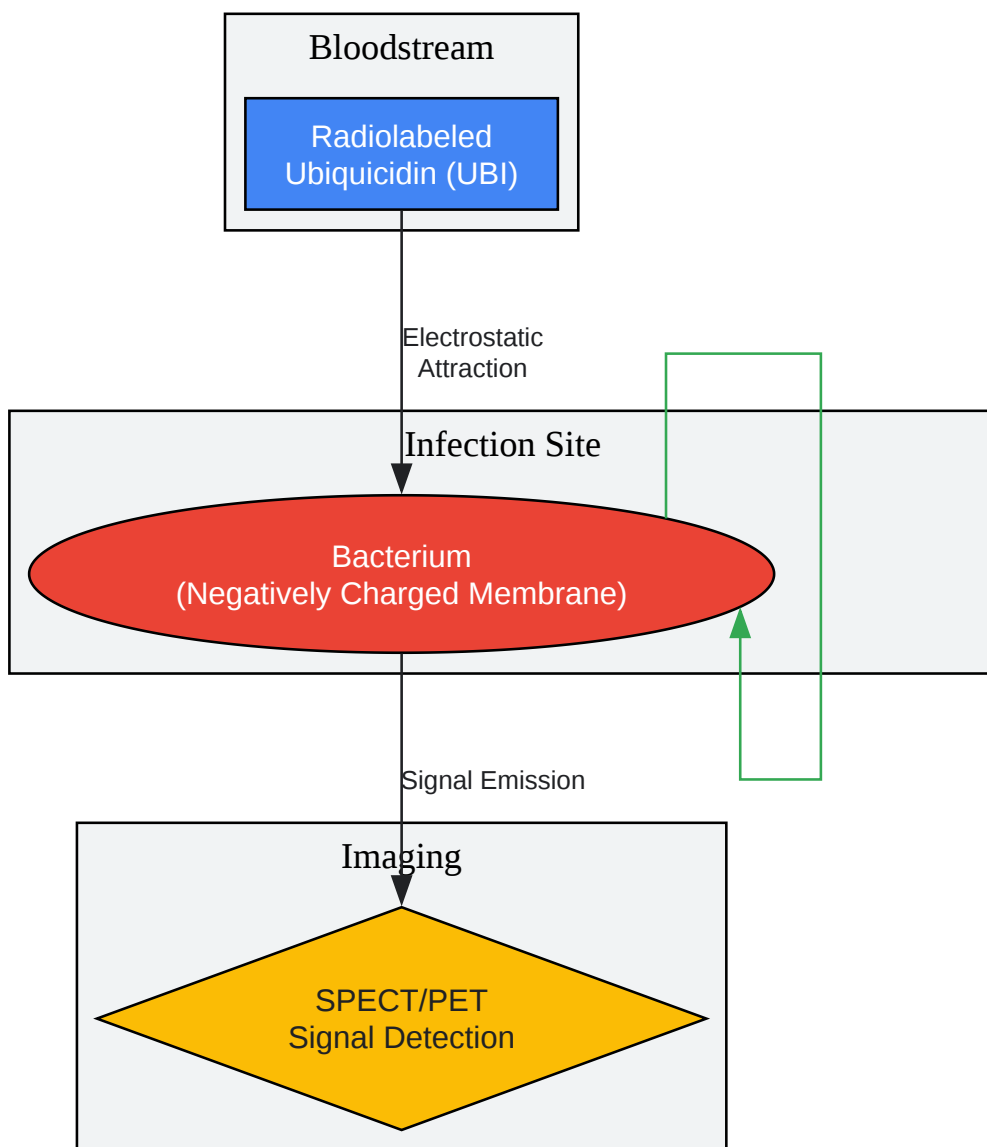 Bloodstream
Radiolabeled
Ubiquicidin (UBI)
Electrostatic
Attraction
Infection Site
Bacterium
(Negatively Charged Membrane)
Signal Emission
Imaging
SPECT/PET
Signal Detection